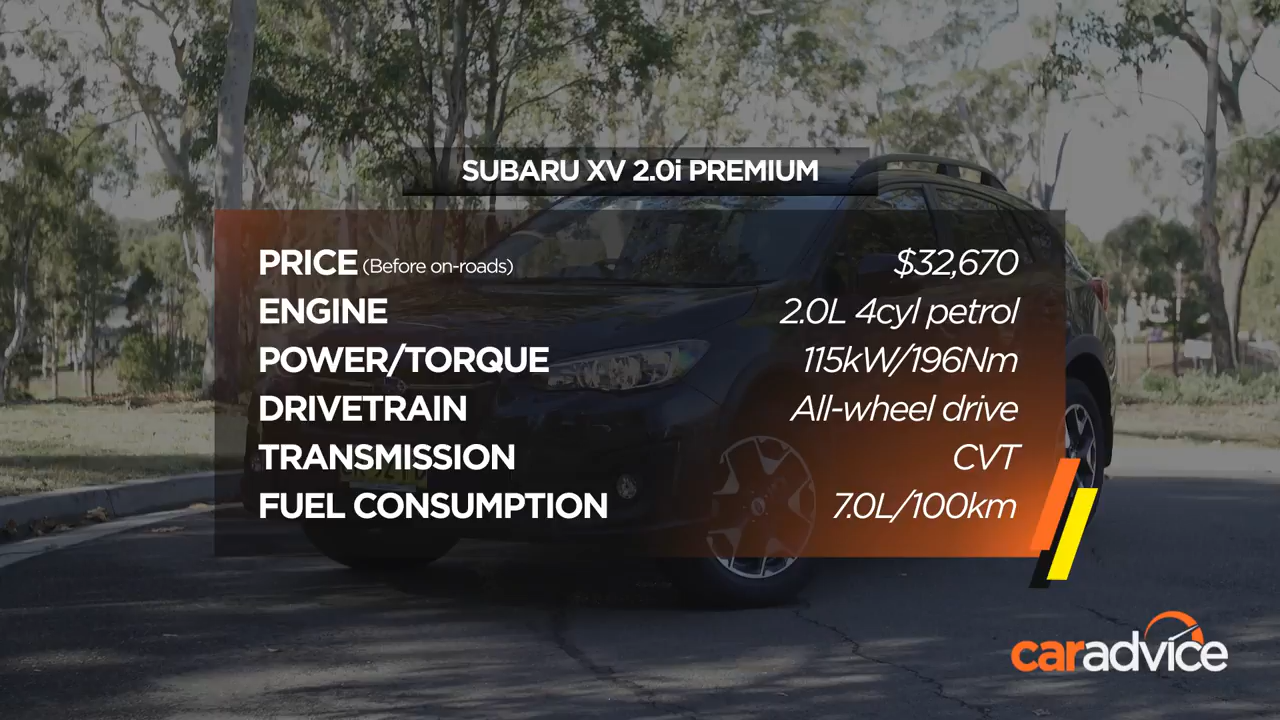 SUBARU XV 2.0i PREMIUM
PRICE (Before on-roads) $32,670
ENGINE 2.0L 4cyl petrol
POWER/TORQUE 115kW/196Nm
DRIVETRAIN All-wheel drive
TRANSMISSION CVT
FUEL CONSUMPTION 7.0L/100km
caradvice